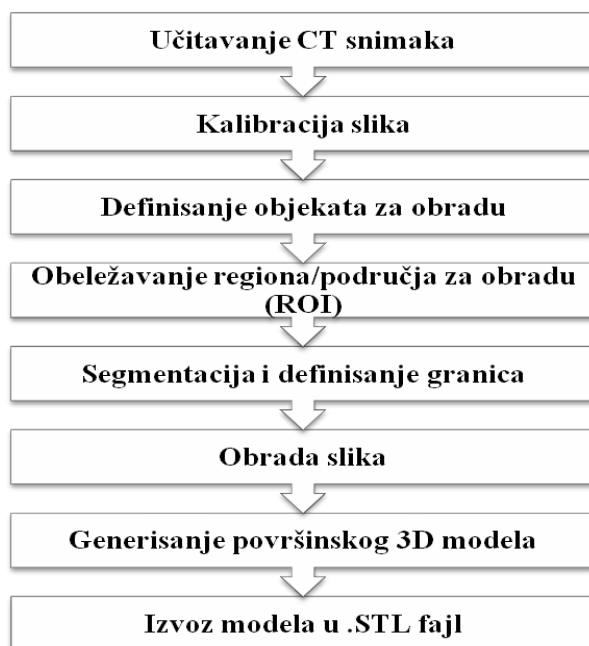 Učitavanje CT snimaka
Kalibracija slika
Definisanje objekata za obradu
Obeležavanje regiona/područja za obradu
(ROI)
Segmentacija i definisanje granica
Obrada slika
Generisanje površinskog 3D modela
Izvoz modela u .STL fajl